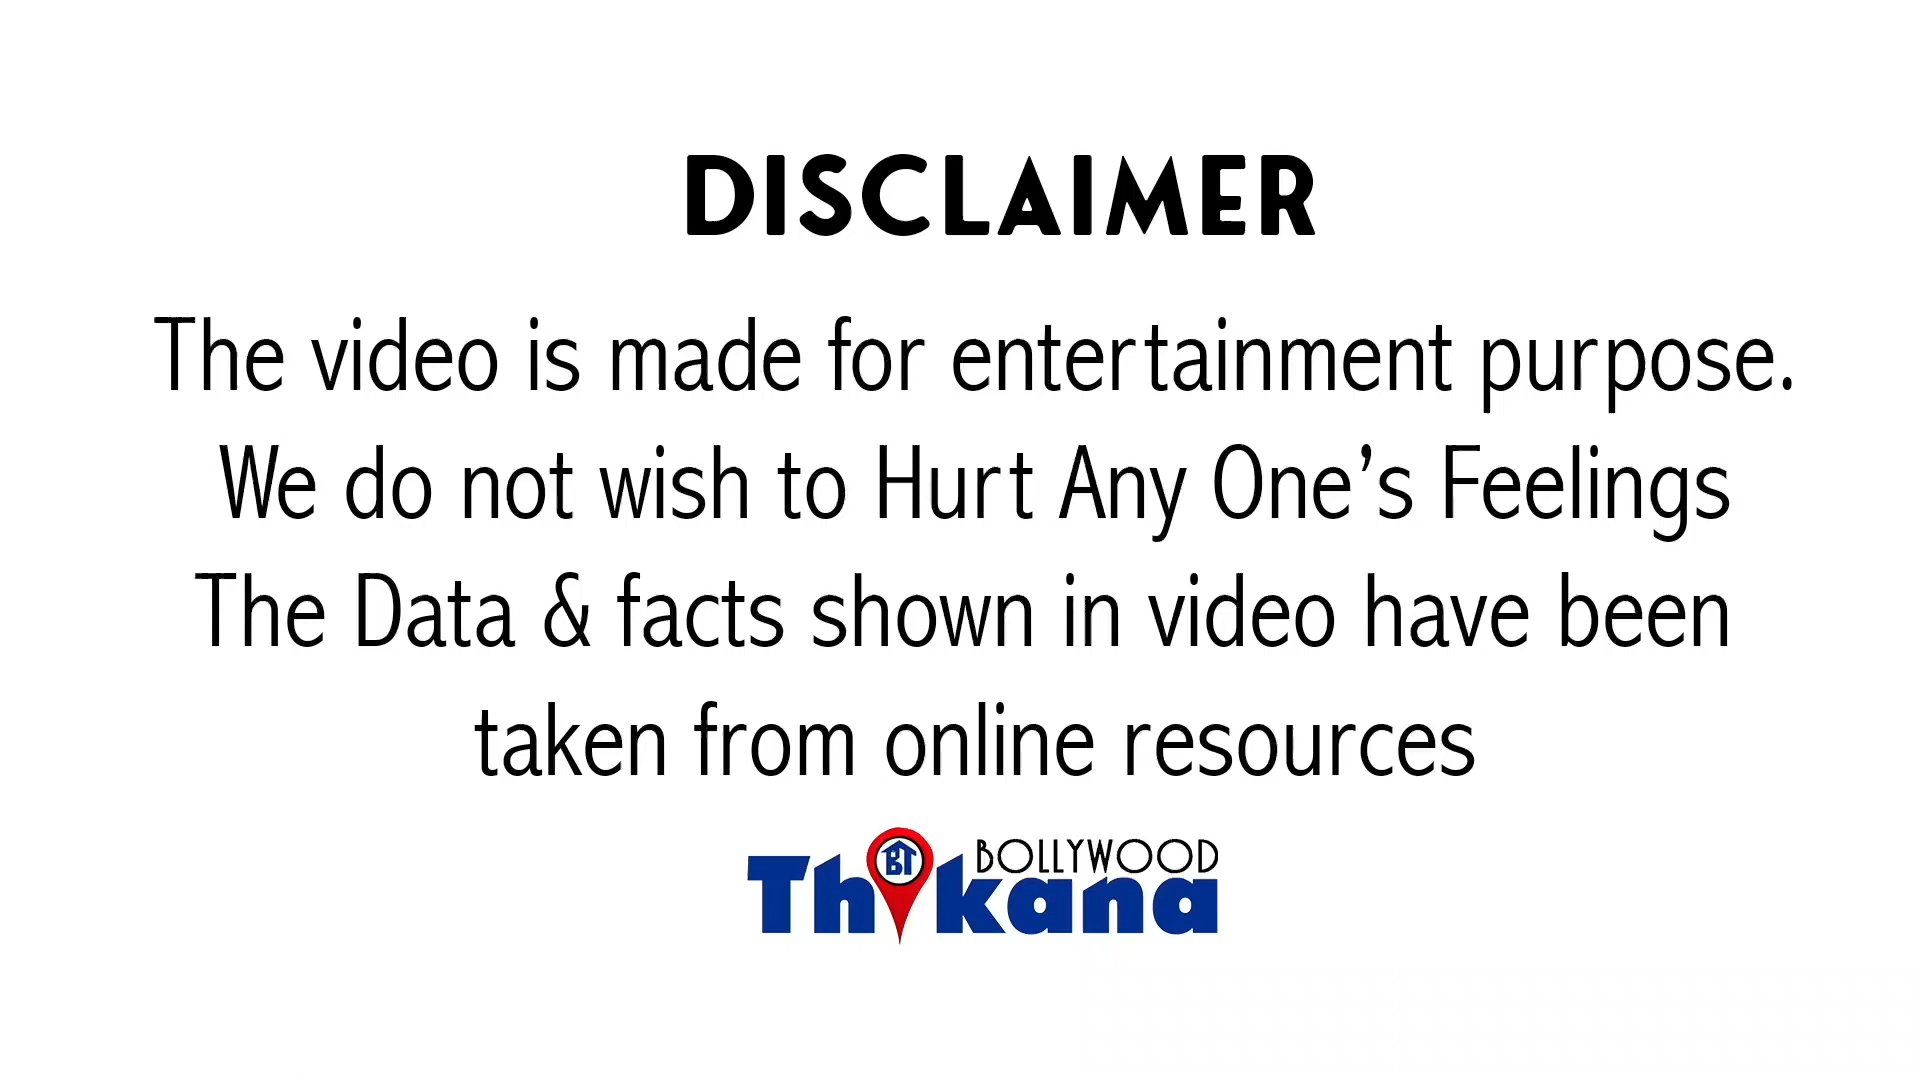 DISCLAIMER
The video is made for entertainment purpose.
We do not wish to Hurt Any One’s Feelings
The Data & facts shown in video have been
taken from online resources
BT
BOLLYWOOD
Thikana